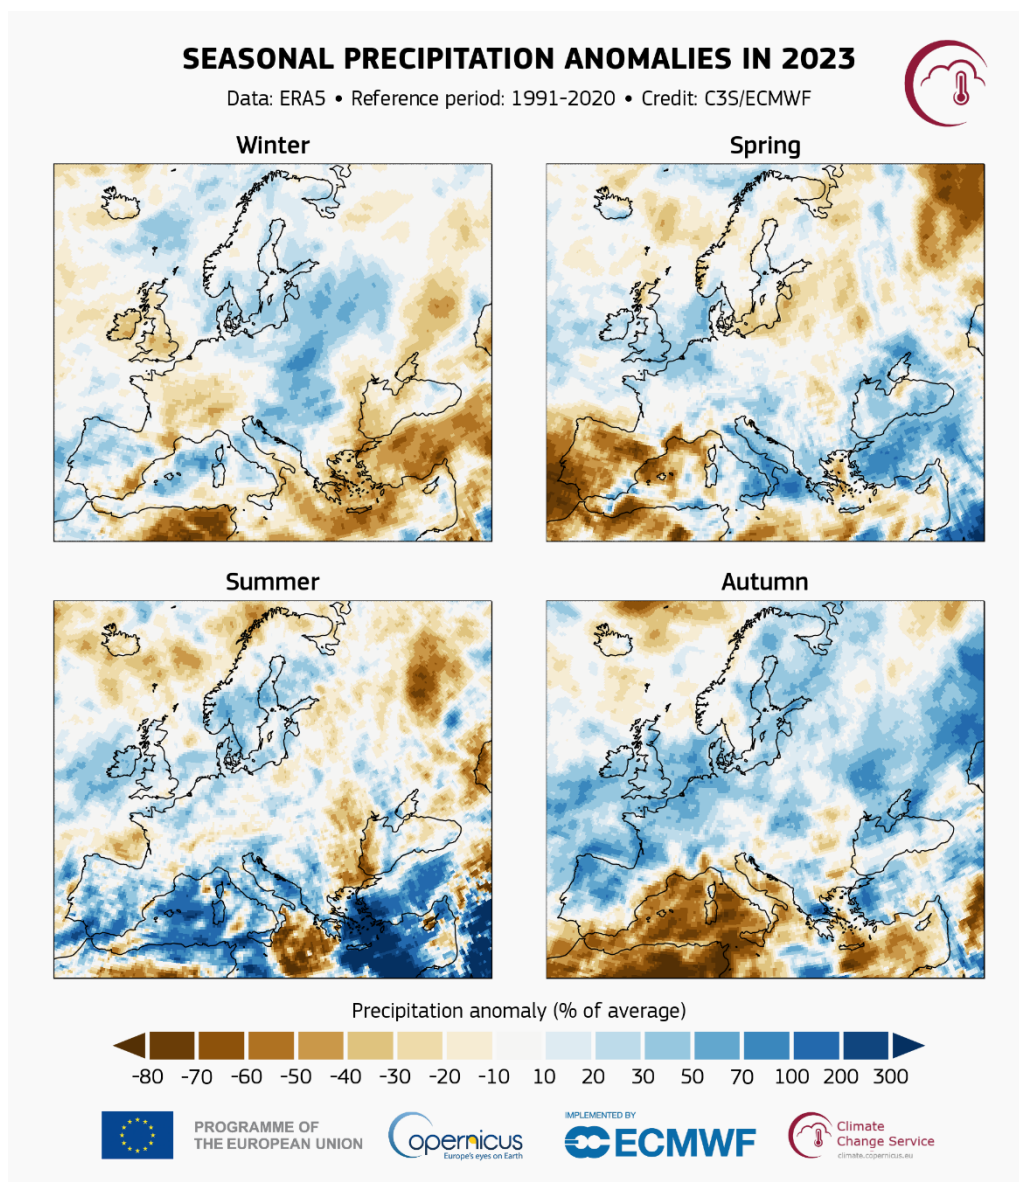 SEASONAL PRECIPITATION ANOMALIES IN 2023
Data: ERA5 • Reference period: 1991-2020 • Credit: C3S/ECMWF
Winter
Spring
Summer
Autumn
Precipitation anomaly (% of average)
-80 -70 -60 -50 -40 -30 -20 -10 10 20 30 50 70 100 200 300
PROGRAMME OF
THE EUROPEAN UNION
opernicus
Europe's eyes on Earth
IMPLEMENTED BY
ECMWF
Climate
Change Service
climate.copernicus.eu